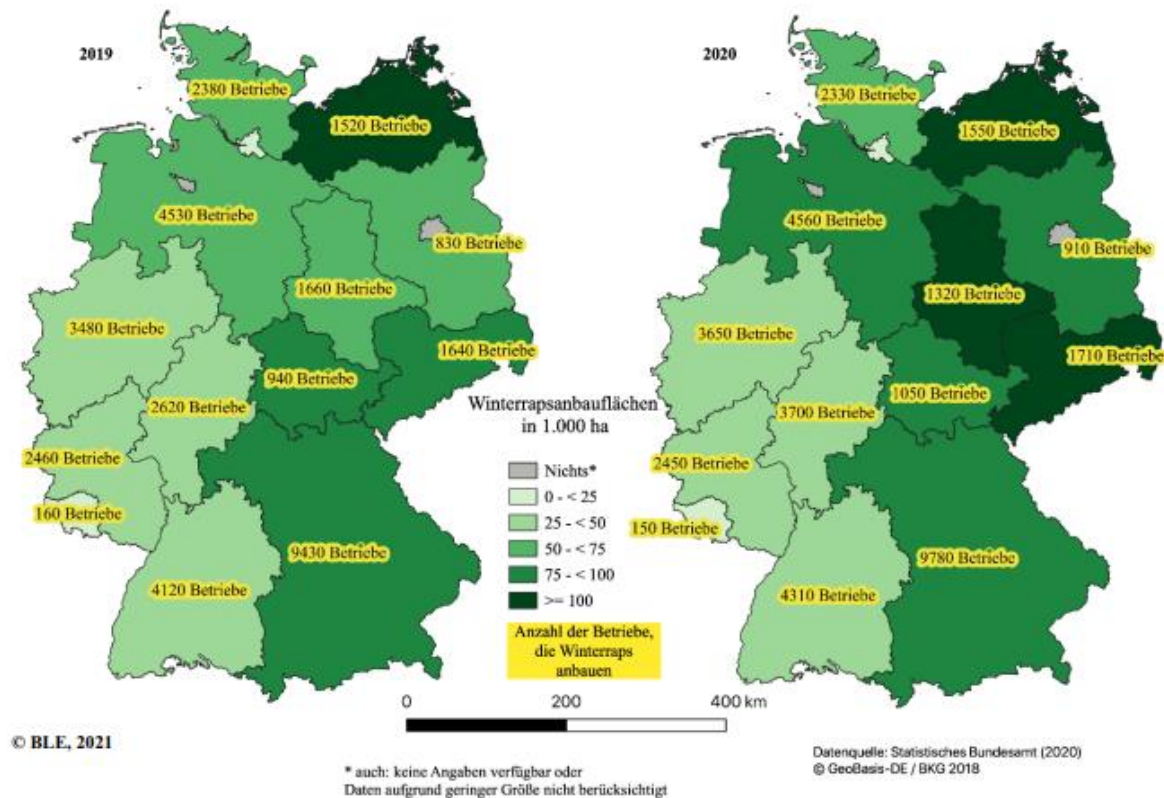 2019
2380 Betriebe
1520 Betriebe
4530 Betriebe
830 Betriebe
1660 Betriebe
3480 Betriebe
1640 Betriebe
940 Betriebe
2620 Betriebe
2460 Betriebe
160 Betriebe
9430 Betriebe
4120 Betriebe
Winterrapsanbauflächen
in 1.000 ha
Nichts*
0 - < 25
25 - < 50
50 - < 75
75 - < 100
>= 100
Anzahl der Betriebe,
die Winterraps
anbauen
2020
2330 Betriebe
1550 Betriebe
4560 Betriebe
910 Betriebe
1320 Betriebe
3650 Betriebe
1710 Betriebe
1050 Betriebe
3700 Betriebe
2450 Betriebe
150 Betriebe
9780 Betriebe
4310 Betriebe
0 200 400 km
© BLE, 2021
* auch: keine Angaben verfügbar oder
Daten aufgrund geringer Größe nicht berücksichtigt
Datenquelle: Statistisches Bundesamt (2020)
© GeoBasis-DE / BKG 2018